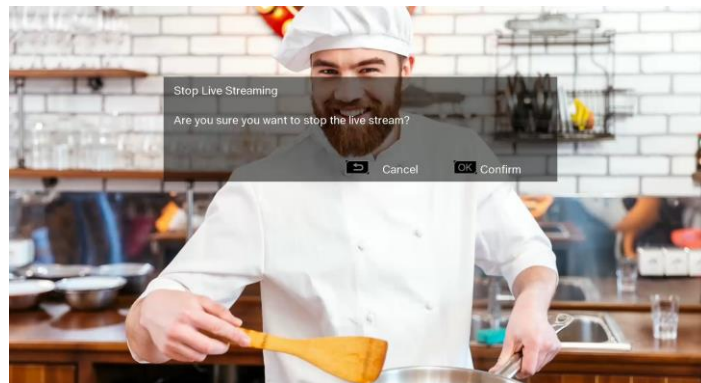 Stop Live Streaming
Are you sure you want to stop the live stream?
Cancel OK Confirm